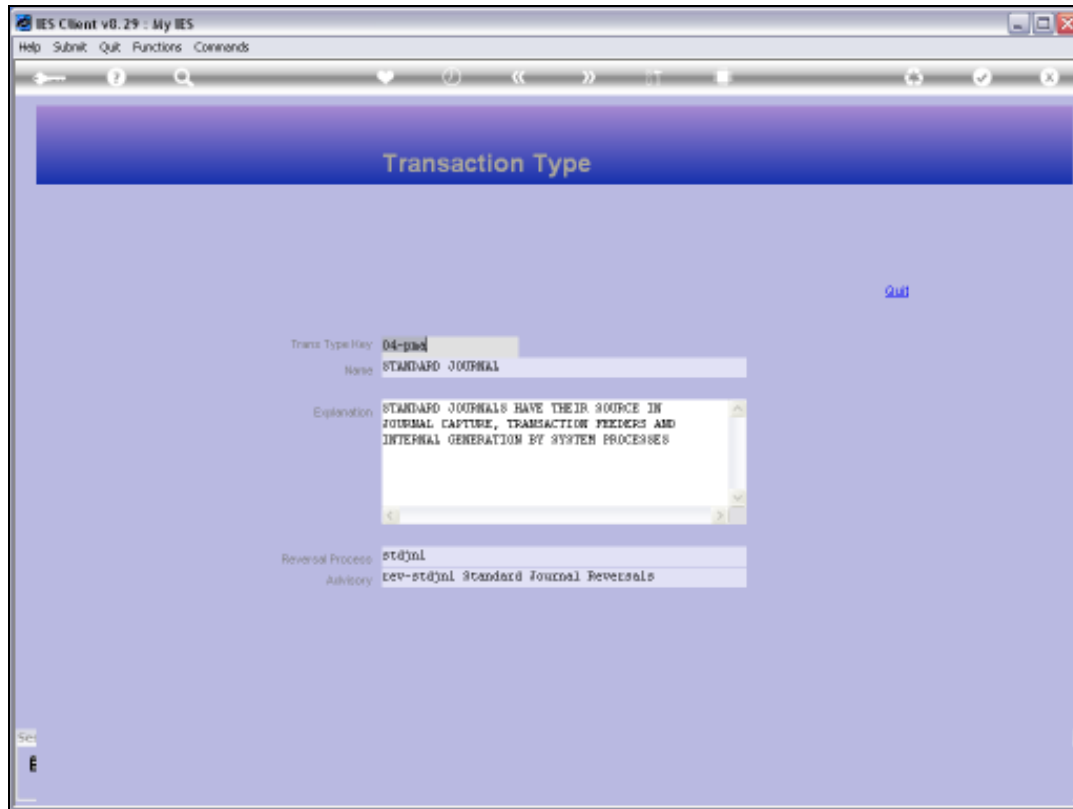 IES Client v8.29 : My IES
Help Submit Quit Functions Commands
Transaction Type
Quit
Trans Type Key 04-pma
Name STANDARD JOURNAL
Explanation STANDARD JOURNALS HAVE THEIR SOURCE IN
JOURNAL CAPTURE, TRANSACTION FEEDERS AND
INTERNAL GENERATION BY SYSTEM PROCESSES
Reversal Process stdjnl
Advisory rev-stdjnl Standard Journal Reversals